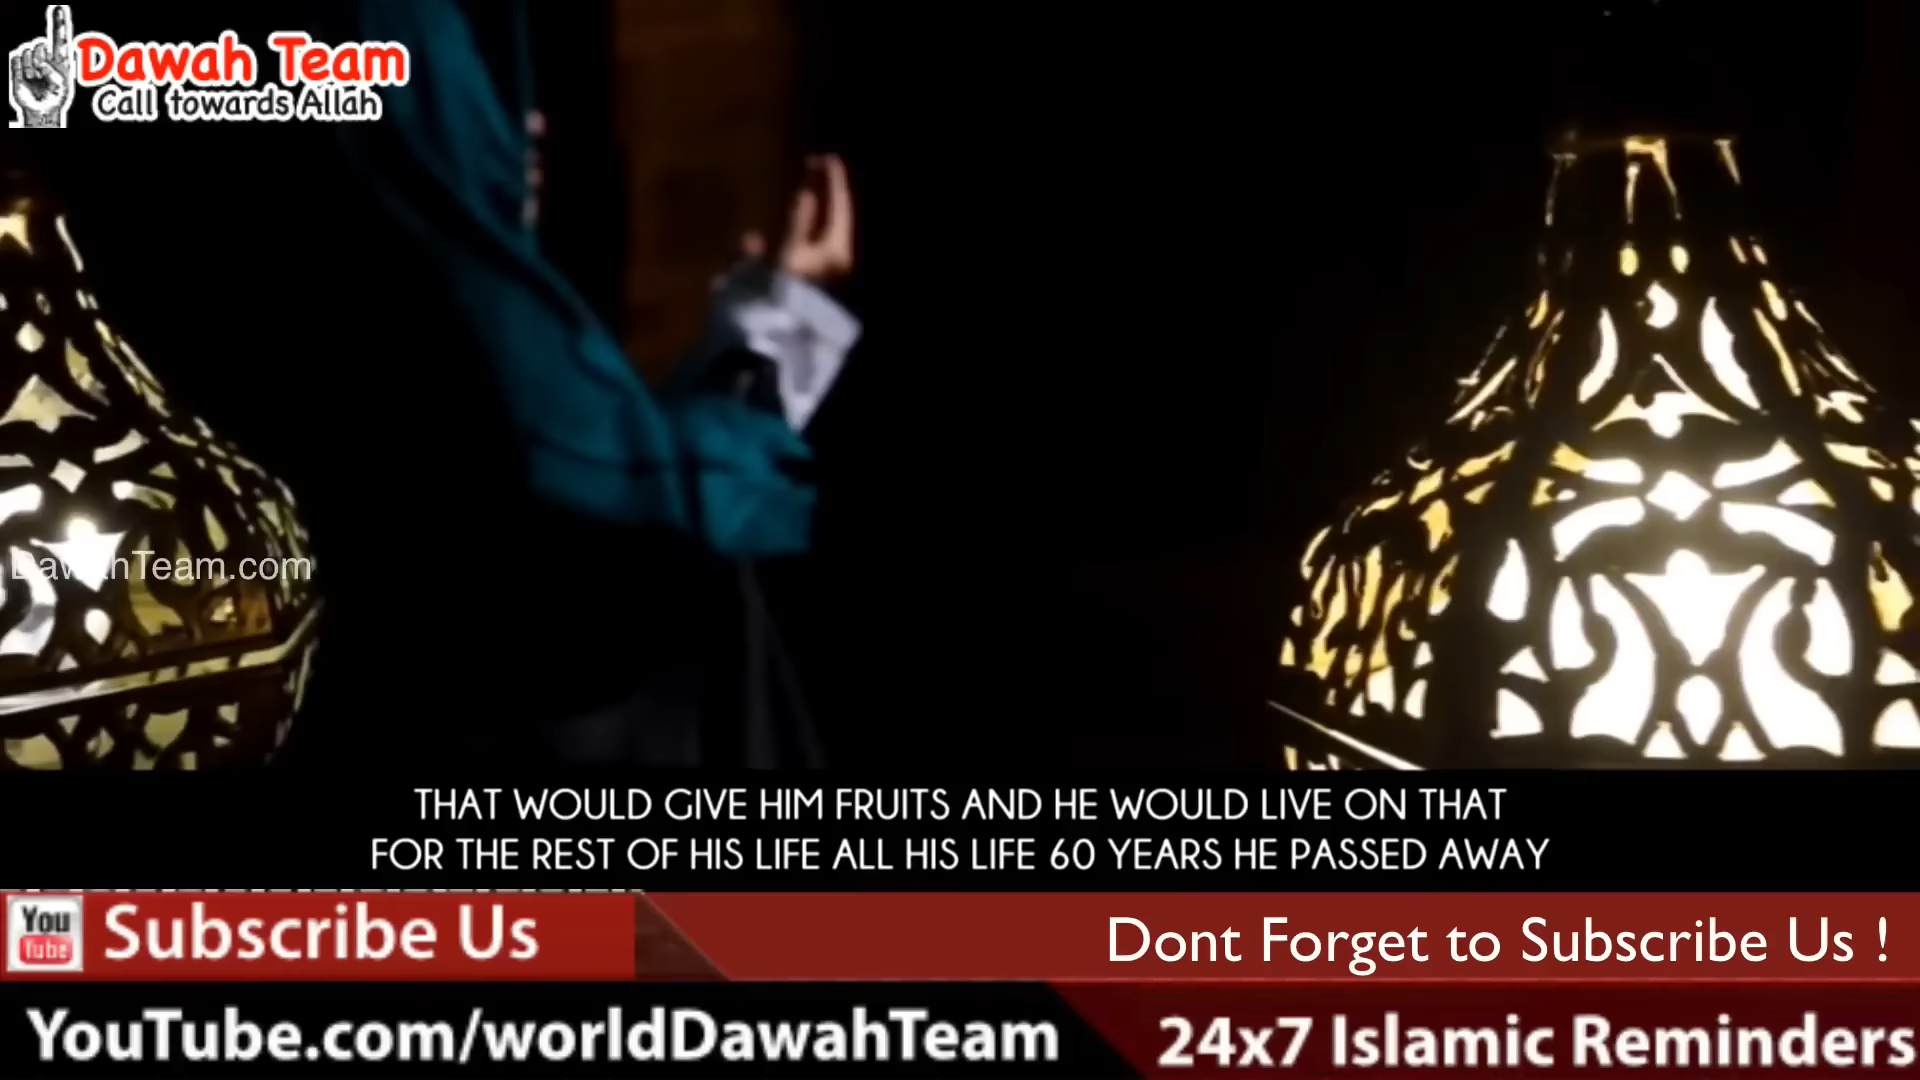 Dawah Team
Call towards Allah
DawahTeam.com
THAT WOULD GIVE HIM FRUITS AND HE WOULD LIVE ON THAT
FOR THE REST OF HIS LIFE ALL HIS LIFE 60 YEARS HE PASSED AWAY
You
Tube
Subscribe Us
Dont Forget to Subscribe Us !
YouTube.com/worldDawahTeam
24x7 Islamic Reminders